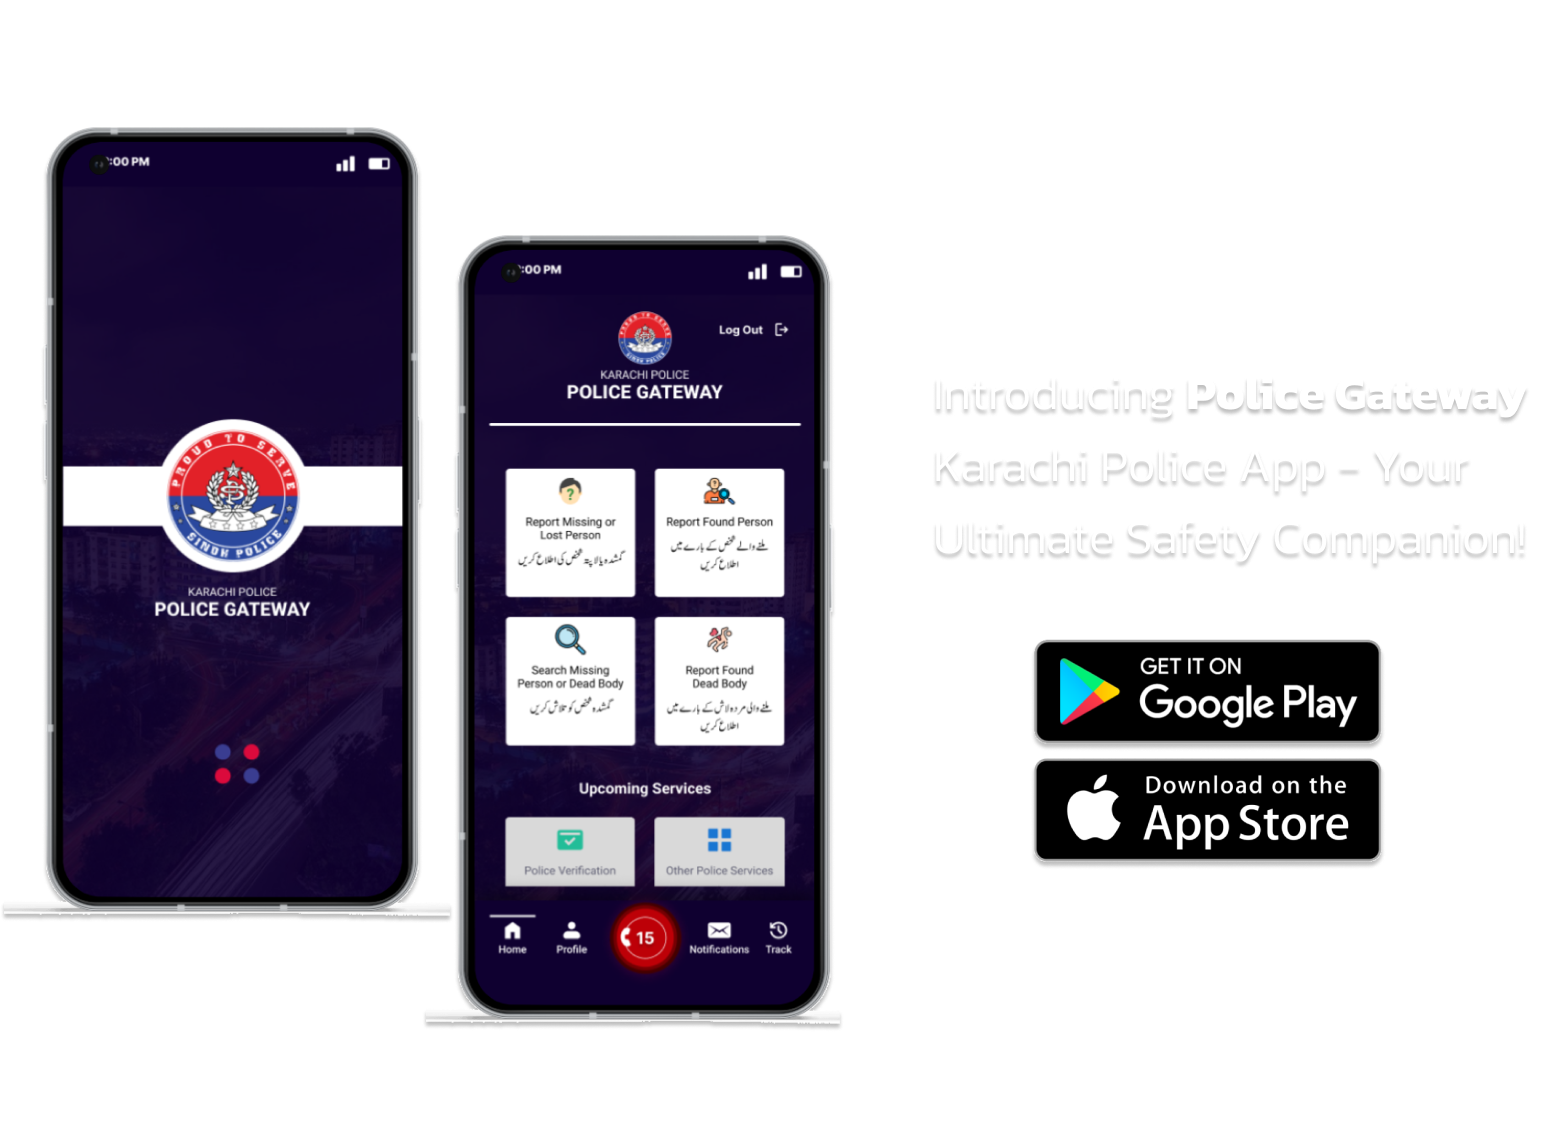 :00 PM
PROUD TO SERVE
SINDH POLICE
KARACHI POLICE
POLICE GATEWAY
:00 PM
Log Out
PROUD TO SERVE
SINDH POLICE
KARACHI POLICE
POLICE GATEWAY
Report Missing or
Lost Person
گمشدہ یا لاپتہ شخص کی اطلاع کریں
Report Found Person
ملنے والے شخص کے بارے میں
اطلاع کریں
Search Missing
Person or Dead Body
گمشدہ شخص کو تلاش کریں
Report Found
Dead Body
ملنے والی مردہ لاش کے بارے میں
اطلاع کریں
Upcoming Services
Police Verification
Other Police Services
Home
Profile
15
Notifications
Track
Introducing Police Gateway
Karachi Police App - Your
Ultimate Safety Companion!
GET IT ON
Google Play
Download on the
App Store